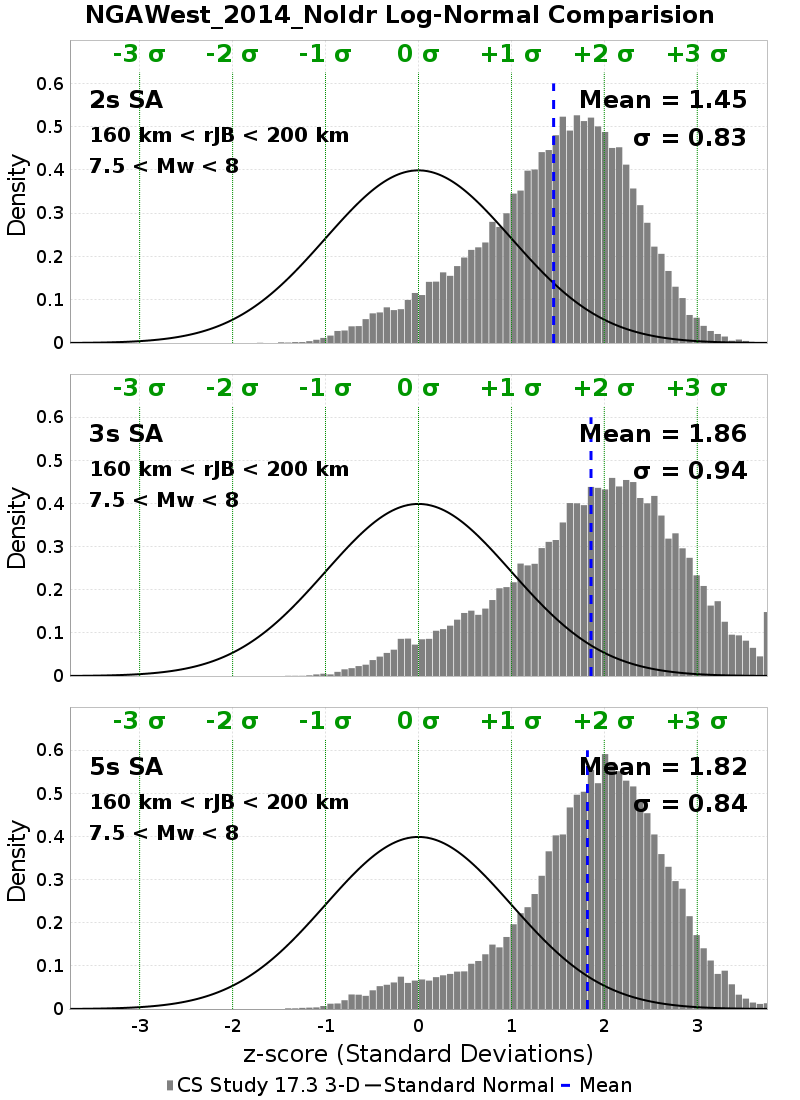 NGAWest_2014_NoIdr Log-Normal Comparision
-3 σ -2 σ -1 σ 0 σ +1 σ +2 σ +3 σ
2s SA
160 km < rJB < 200 km
7.5 < Mw < 8
Mean = 1.45
σ = 0.83
Density
0.6
0.5
0.4
0.3
0.2
0.1
0
-3 σ -2 σ -1 σ 0 σ +1 σ +2 σ +3 σ
3s SA
160 km < rJB < 200 km
7.5 < Mw < 8
Mean = 1.86
σ = 0.94
Density
0.6
0.5
0.4
0.3
0.2
0.1
0
-3 σ -2 σ -1 σ 0 σ +1 σ +2 σ +3 σ
5s SA
160 km < rJB < 200 km
7.5 < Mw < 8
Mean = 1.82
σ = 0.84
Density
0.6
0.5
0.4
0.3
0.2
0.1
0
-3 -2 -1 0 1 2 3
z-score (Standard Deviations)
CS Study 17.3 3-D Standard Normal Mean